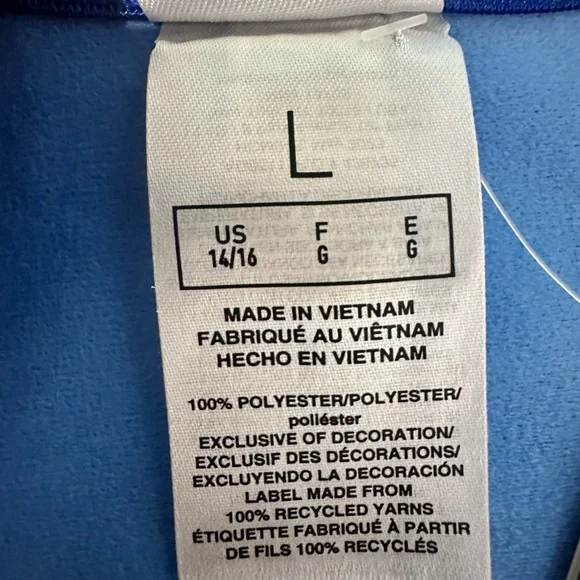 L
US F E
14/16 G G
MADE IN VIETNAM
FABRIQUÉ AU VIÊTNAM
HECHO EN VIETNAM
100% POLYESTER/POLYESTER/
poliéster
EXCLUSIVE OF DECORATION/
EXCLUSIF DES DÉCORATIONS/
EXCLUYENDO LA DECORACIÓN
LABEL MADE FROM
100% RECYCLED YARNS
ÉTIQUETTE FABRIQUÉ À PARTIR
DE FILS 100% RECYCLÉS